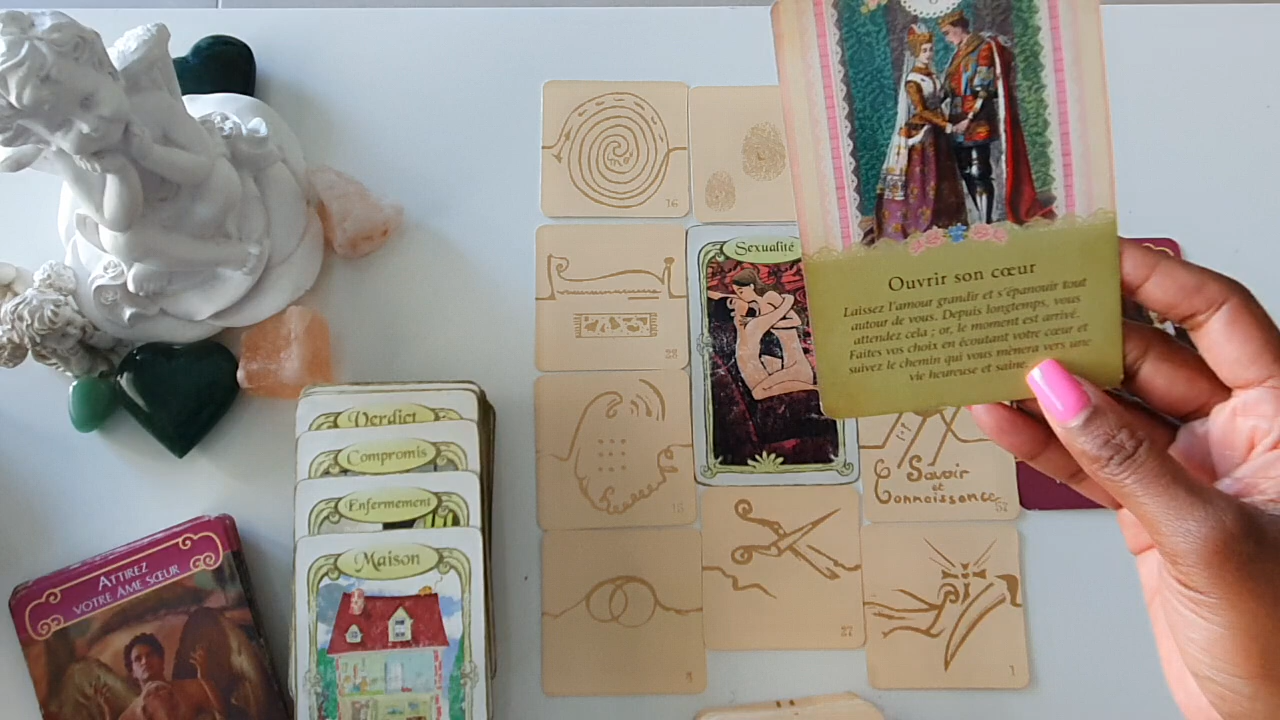 16
me
Sexualité
Ouvrir son cœur
Laissez l'amour grandir et s'épanouir tout
autour de vous. Depuis longtemps, vous
attendez cela ; or, le moment est arrivé.
Faites vos choix en écoutant votre cœur et
suivez le chemin qui vous mènera vers une
vie heureuse et saine.
Savoir
et
Connaissance
57
Verdict
Compromis
Enfermement
Maison
Attirez
votre âme sœur
1